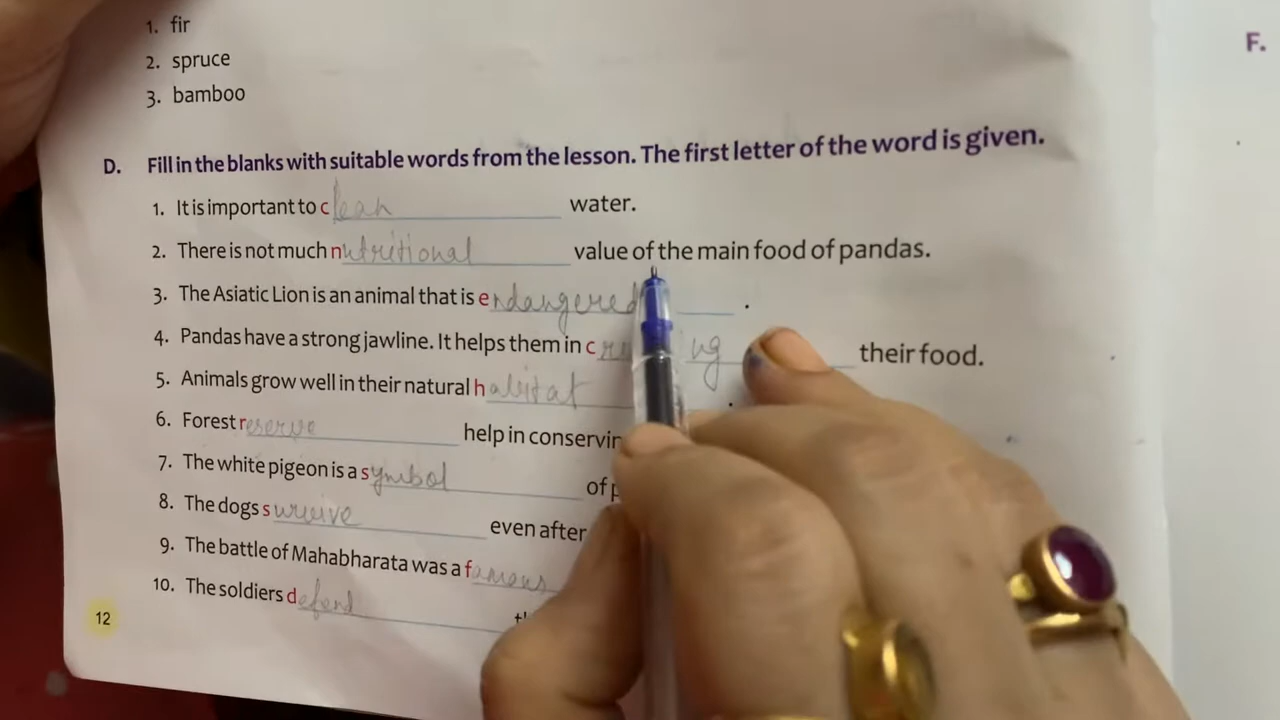 1. fir
2. spruce
3. bamboo
F.
D. Fill in the blanks with suitable words from the lesson. The first letter of the word is given.
1. It is important to clean water.
2. There is not much nutritional value of the main food of pandas.
3. The Asiatic Lion is an animal that is endangered.
4. Pandas have a strong jawline. It helps them in their food.
5. Animals grow well in their natural habitat.
6. Forest reserve help in
7. The white pigeon is a symbol of
8. The dogs survive even after
9. The battle of Mahabharata was a famous
10. The soldiers defend
12